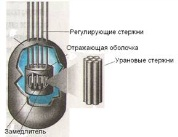 Регулирующие стержни
Отражающая оболочка
Урановые стержни
Замедлитель